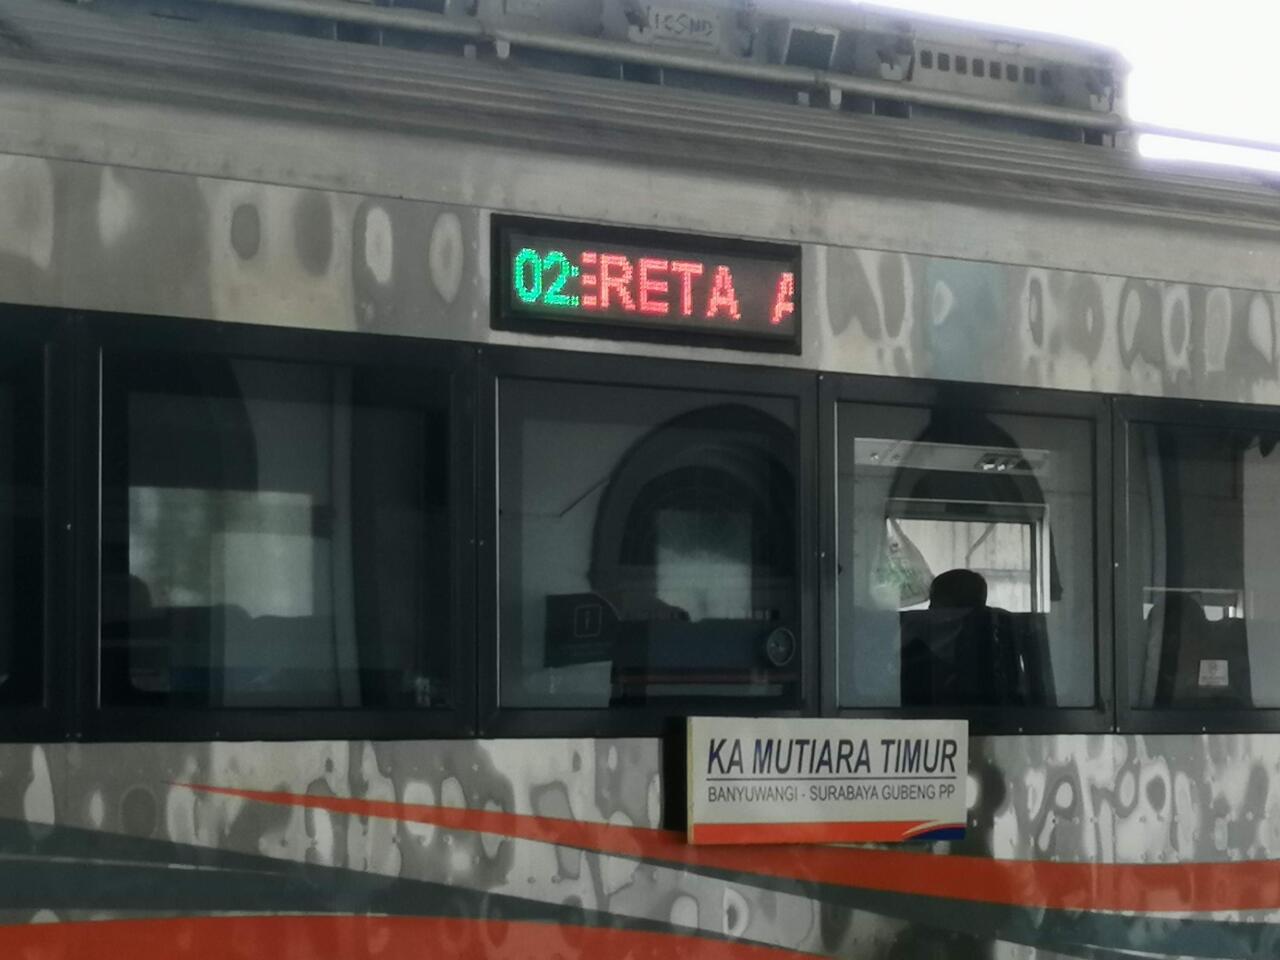 02:ERETA A
KA MUTIARA TIMUR
BANYUWANGI - SURABAYA GUBENG PP